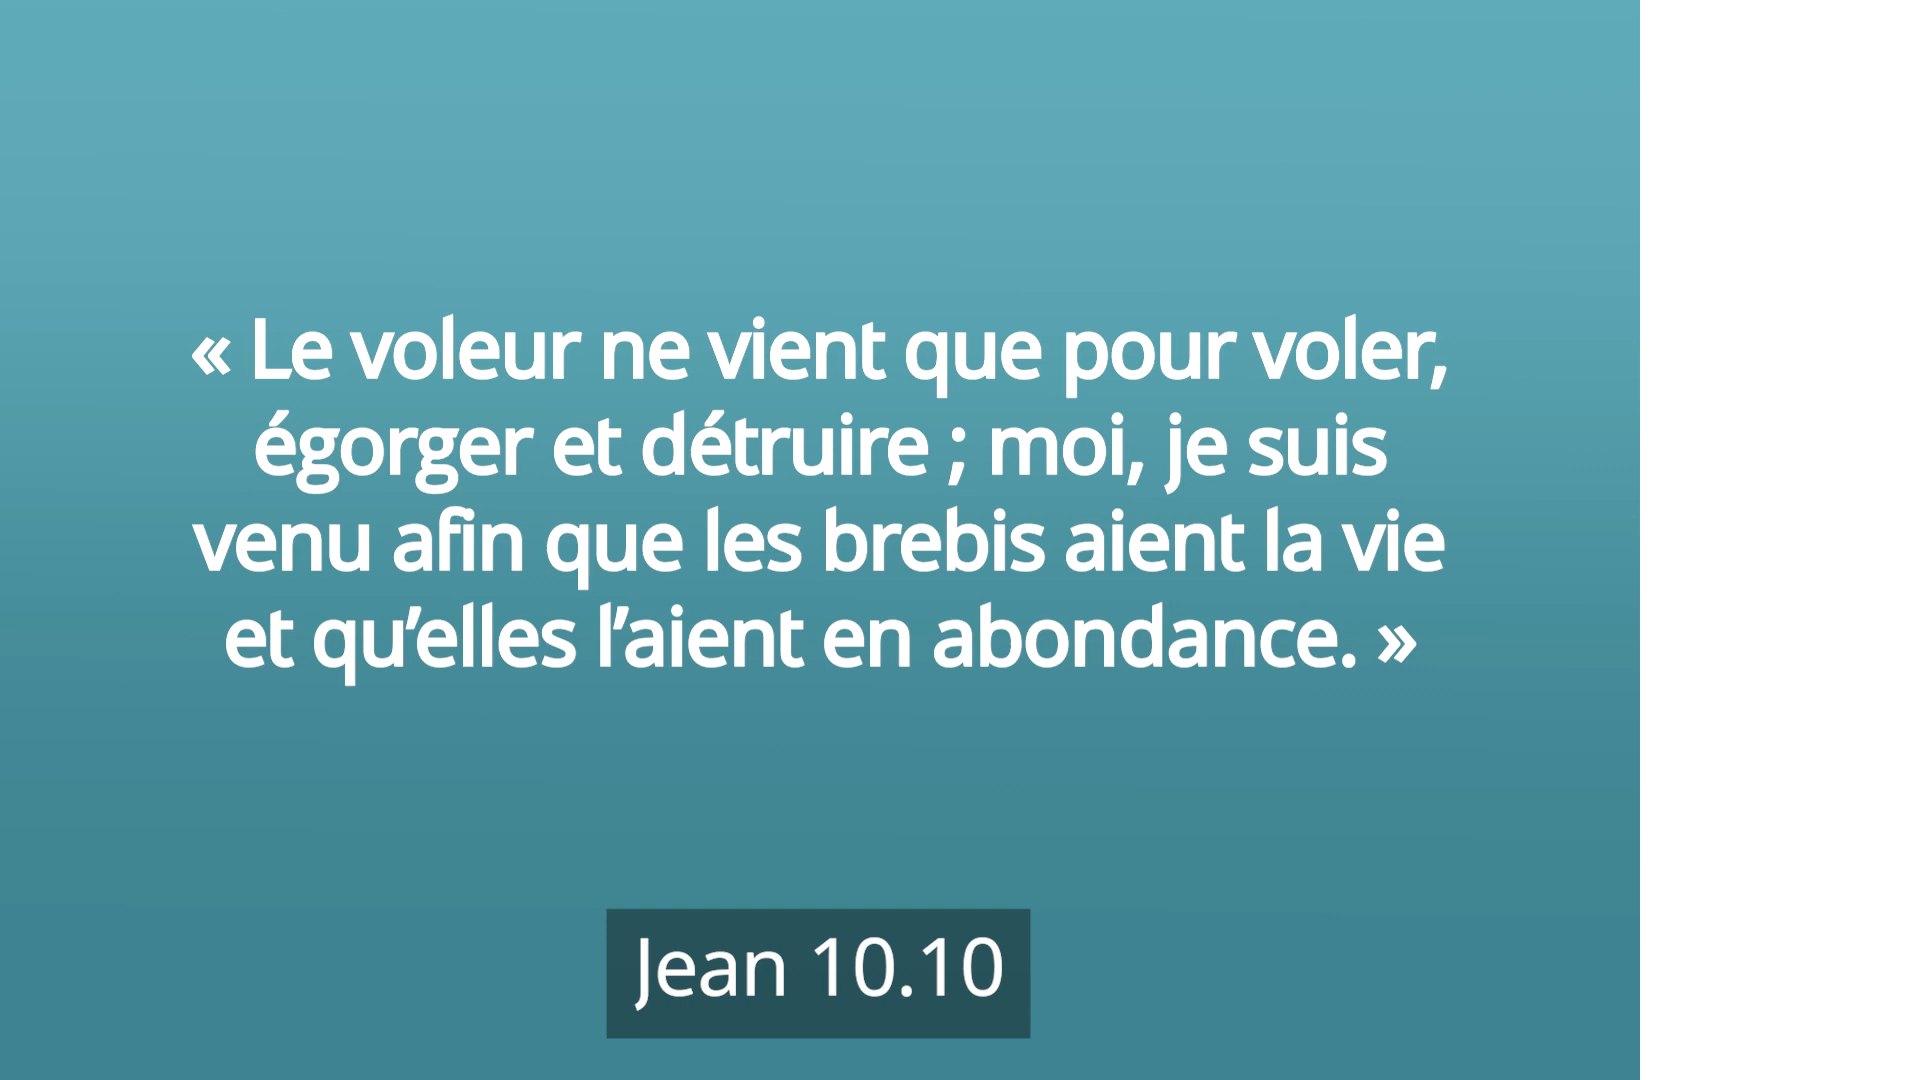 « Le voleur ne vient que pour voler,
égorger et détruire ; moi, je suis
venu afin que les brebis aient la vie
et qu’elles l’aient en abondance. »
Jean 10.10